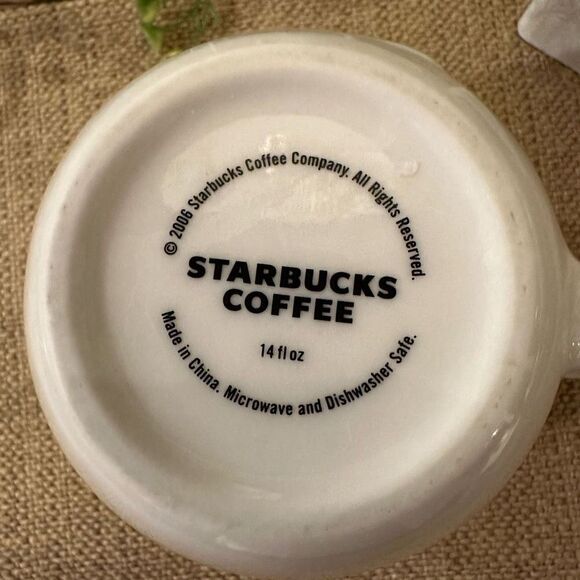 © 2006 Starbucks Coffee Company. All Rights Reserved.
STARBUCKS
COFFEE
14 fl oz
Made in China. Microwave and Dishwasher Safe.